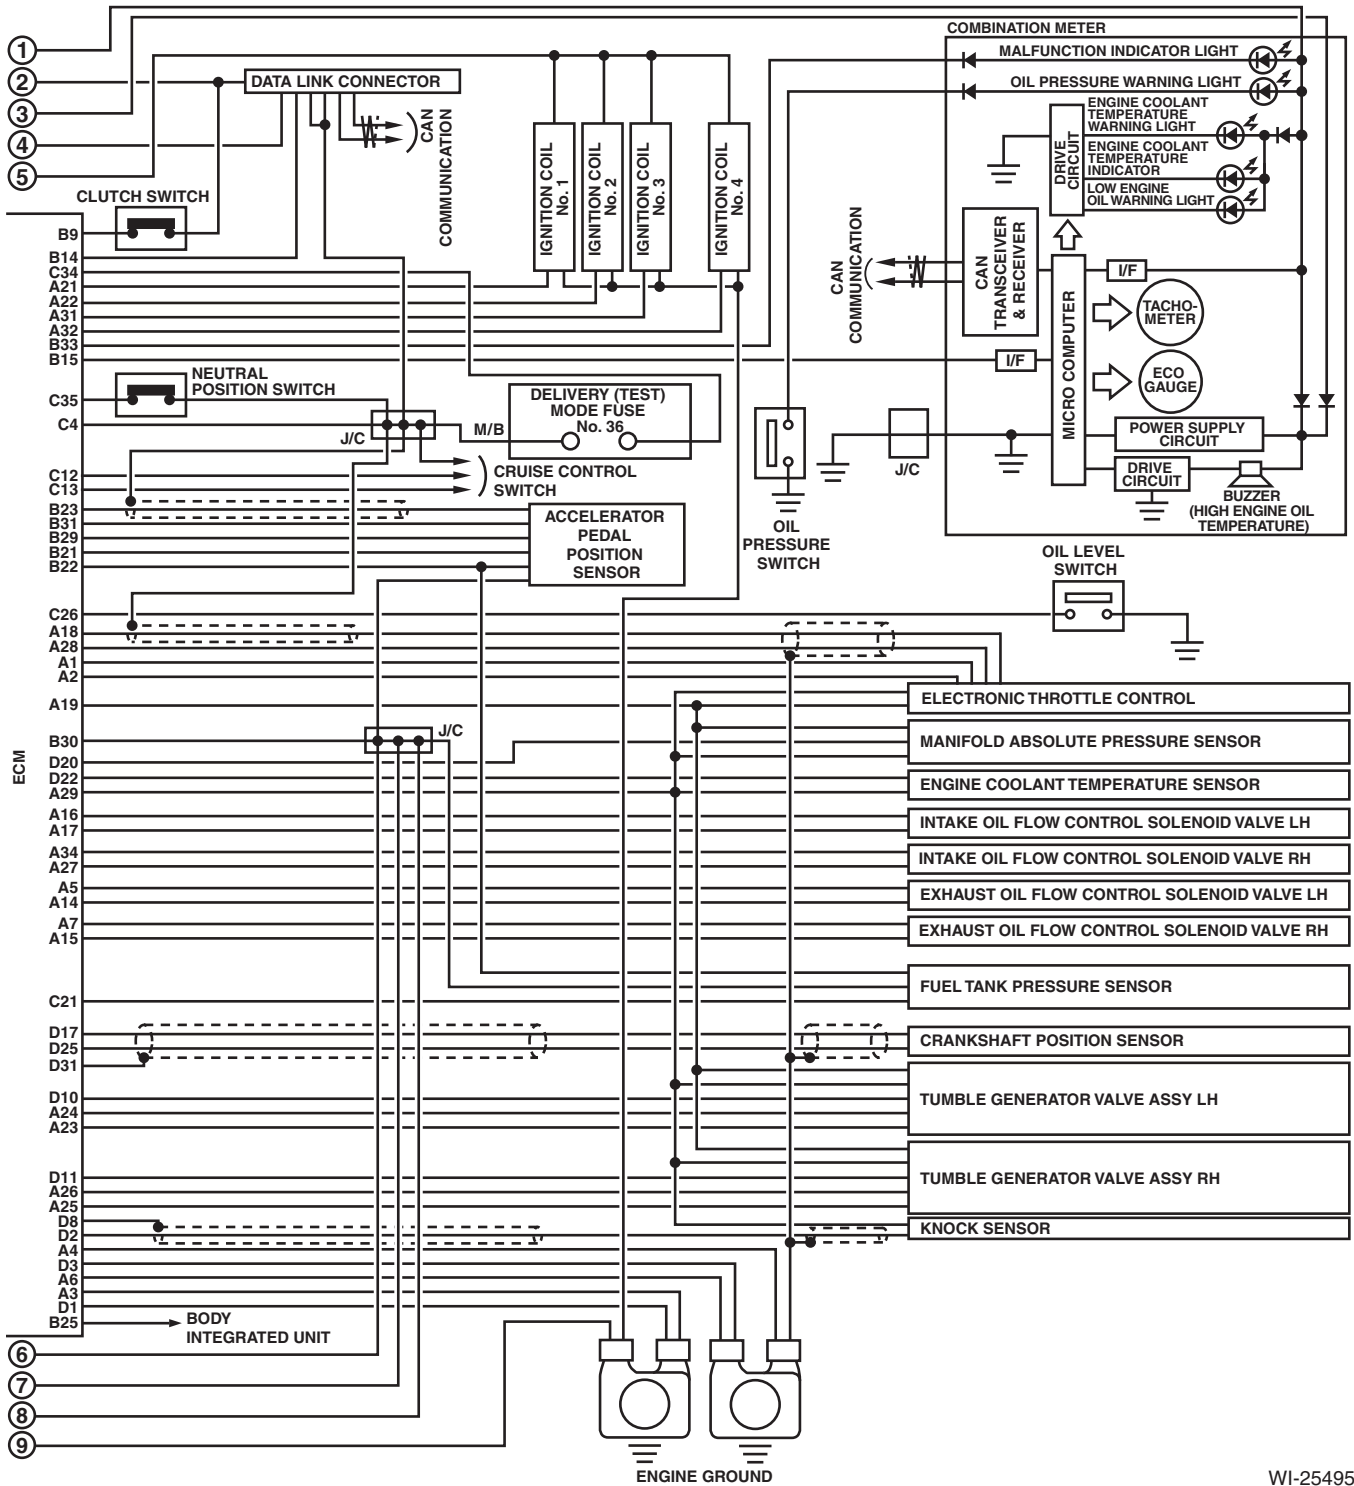 COMBINATION METER
1
MALFUNCTION INDICATOR LIGHT
2
DATA LINK CONNECTOR
OIL PRESSURE WARNING LIGHT
3
ENGINE COOLANT
TEMPERATURE
WARNING LIGHT
4
CAN
COMMUNICATION
ENGINE COOLANT
TEMPERATURE
INDICATOR
5
LOW ENGINE
OIL WARNING LIGHT
DRIVE
CIRCUIT
CLUTCH SWITCH
IGNITION COIL
No. 1
IGNITION COIL
No. 2
IGNITION COIL
No. 3
IGNITION COIL
No. 4
CAN
COMMUNICATION
CAN
TRANSCEIVER
& RECEIVER
I/F
TACHO-
METER
I/F
MICRO COMPUTER
ECO
GAUGE
POWER SUPPLY
CIRCUIT
DRIVE
CIRCUIT
BUZZER
(HIGH ENGINE OIL
TEMPERATURE)
B9
B14
C34
A21
A22
A31
A32
B33
B15
NEUTRAL
POSITION SWITCH
C35
C4
J/C
M/B
DELIVERY (TEST)
MODE FUSE
No. 36
J/C
CRUISE CONTROL
SWITCH
C12
C13
B23
B31
B29
B21
B22
ACCELERATOR
PEDAL
POSITION
SENSOR
OIL
PRESSURE
SWITCH
OIL LEVEL
SWITCH
C26
A18
A28
A1
A2
A19
ELECTRONIC THROTTLE CONTROL
J/C
B30
MANIFOLD ABSOLUTE PRESSURE SENSOR
ECM
D20
D22
A29
ENGINE COOLANT TEMPERATURE SENSOR
A16
A17
INTAKE OIL FLOW CONTROL SOLENOID VALVE LH
A34
A27
INTAKE OIL FLOW CONTROL SOLENOID VALVE RH
A5
A14
EXHAUST OIL FLOW CONTROL SOLENOID VALVE LH
A7
A15
EXHAUST OIL FLOW CONTROL SOLENOID VALVE RH
FUEL TANK PRESSURE SENSOR
C21
D17
D25
D31
CRANKSHAFT POSITION SENSOR
D10
A24
A23
TUMBLE GENERATOR VALVE ASSY LH
D11
A26
A25
TUMBLE GENERATOR VALVE ASSY RH
D8
D2
KNOCK SENSOR
A4
D3
A6
A3
D1
B25
BODY
INTEGRATED UNIT
6
7
8
9
ENGINE GROUND
WI-25495